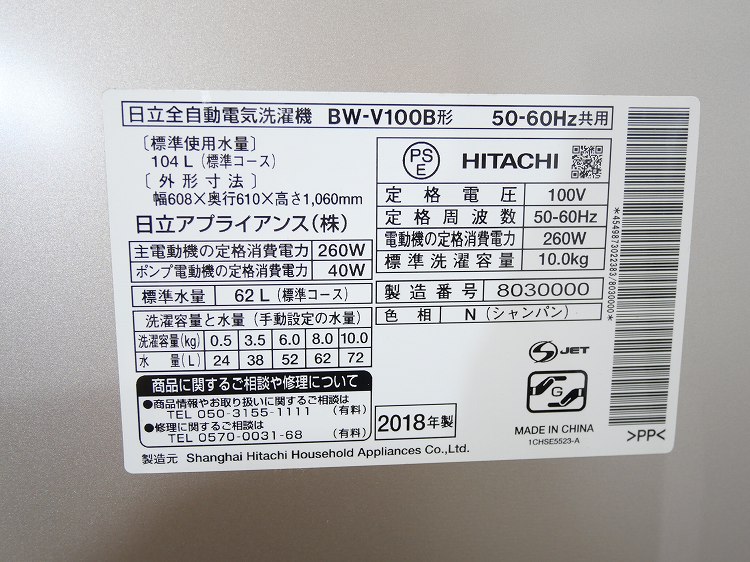 日立全自動電気洗濯機 BW-V100B形 50-60Hz共用
〔標準使用水量〕
104 L (標準コース)
〔外形寸法〕
幅608×奥行610×高さ1,060mm
日立アプライアンス(株)
主電動機の定格消費電力 260W
ポンプ電動機の定格消費電力 40W
標準水量 62 L (標準コース)
洗濯容量と水量 (手動設定の水量)
洗濯容量(kg) 0.5 3.5 6.0 8.0 10.0
水 量(L) 24 38 52 62 72
商品に関するご相談や修理について
●商品情報やお取り扱いに関するご相談は
TEL 050-3155-1111 (有料)
●修理に関するご相談は
TEL 0570-0031-68 (有料)
製造元 Shanghai Hitachi Household Appliances Co.,Ltd.
PS
E
HITACHI
定格電圧 100V
定格周波数 50-60Hz
電動機の定格消費電力 260W
標準洗濯容量 10.0kg
製造番号 8030000
色相 N (シャンパン)
2018年製
S JET
G
MADE IN CHINA
1CHSE5523-A
*4549873022383/8030000*
>PP<